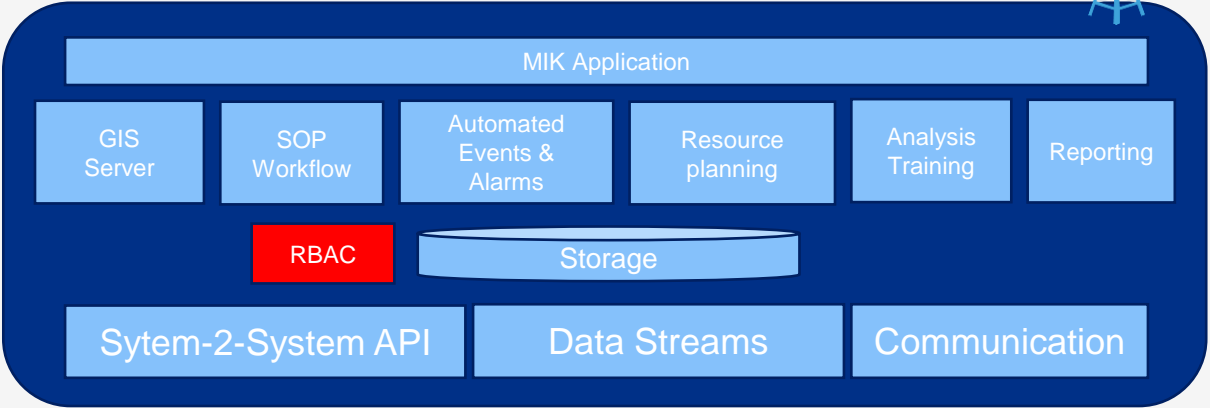 MIK Application
GIS
Server
SOP
Workflow
Automated
Events &
Alarms
Resource
planning
Analysis
Training
Reporting
RBAC
Storage
Sytem-2-System API
Data Streams
Communication